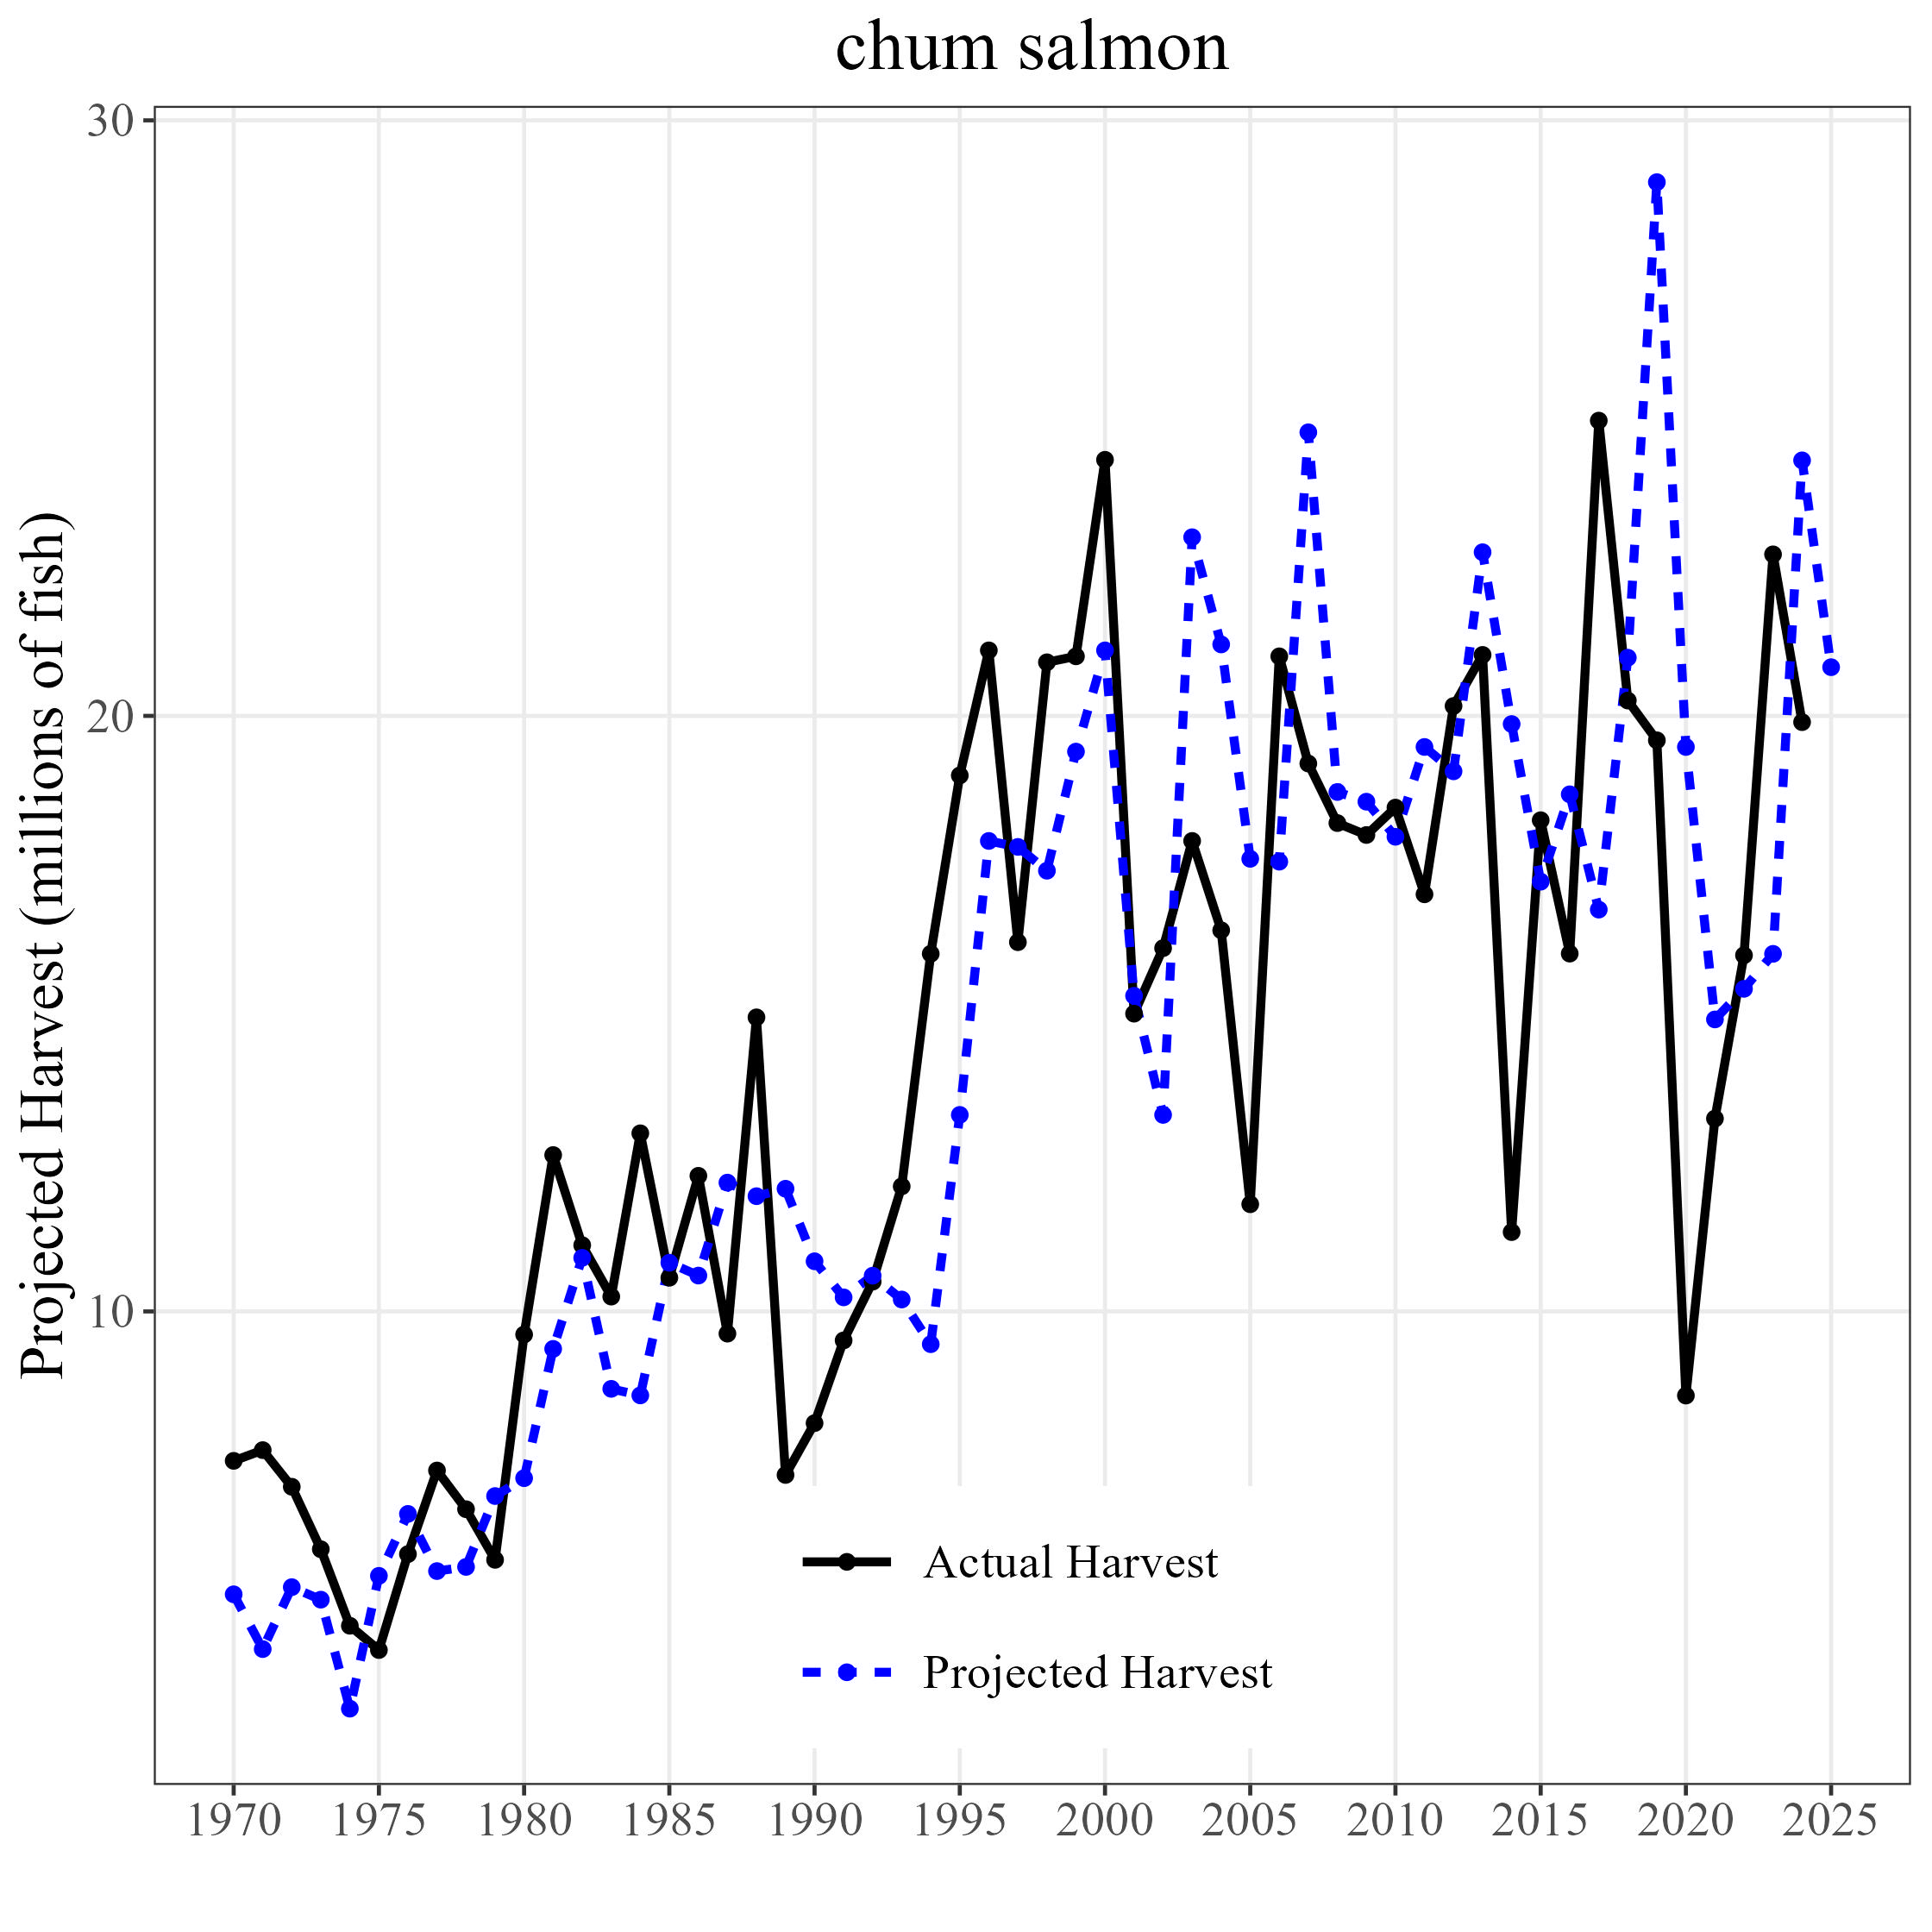 chum salmon
Projected Harvest (millions of fish)
30
20
10
Actual Harvest
Projected Harvest
1970 1975 1980 1985 1990 1995 2000 2005 2010 2015 2020 2025